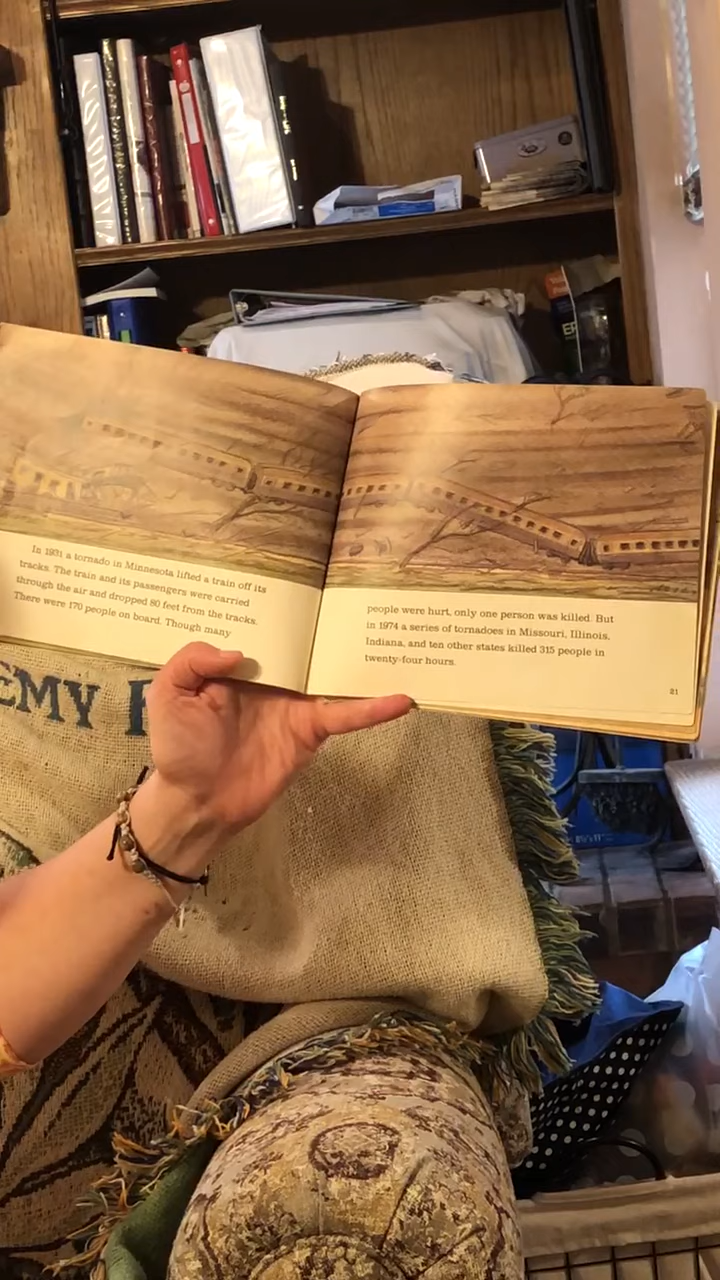 In 1931 a tornado in Minnesota lifted a train off its
tracks. The train and its passengers were carried
through the air and dropped 80 feet from the tracks.
There were 170 people on board. Though many
people were hurt, only one person was killed. But
in 1974 a series of tornadoes in Missouri, Illinois,
Indiana, and ten other states killed 315 people in
twenty-four hours.
21
EMY